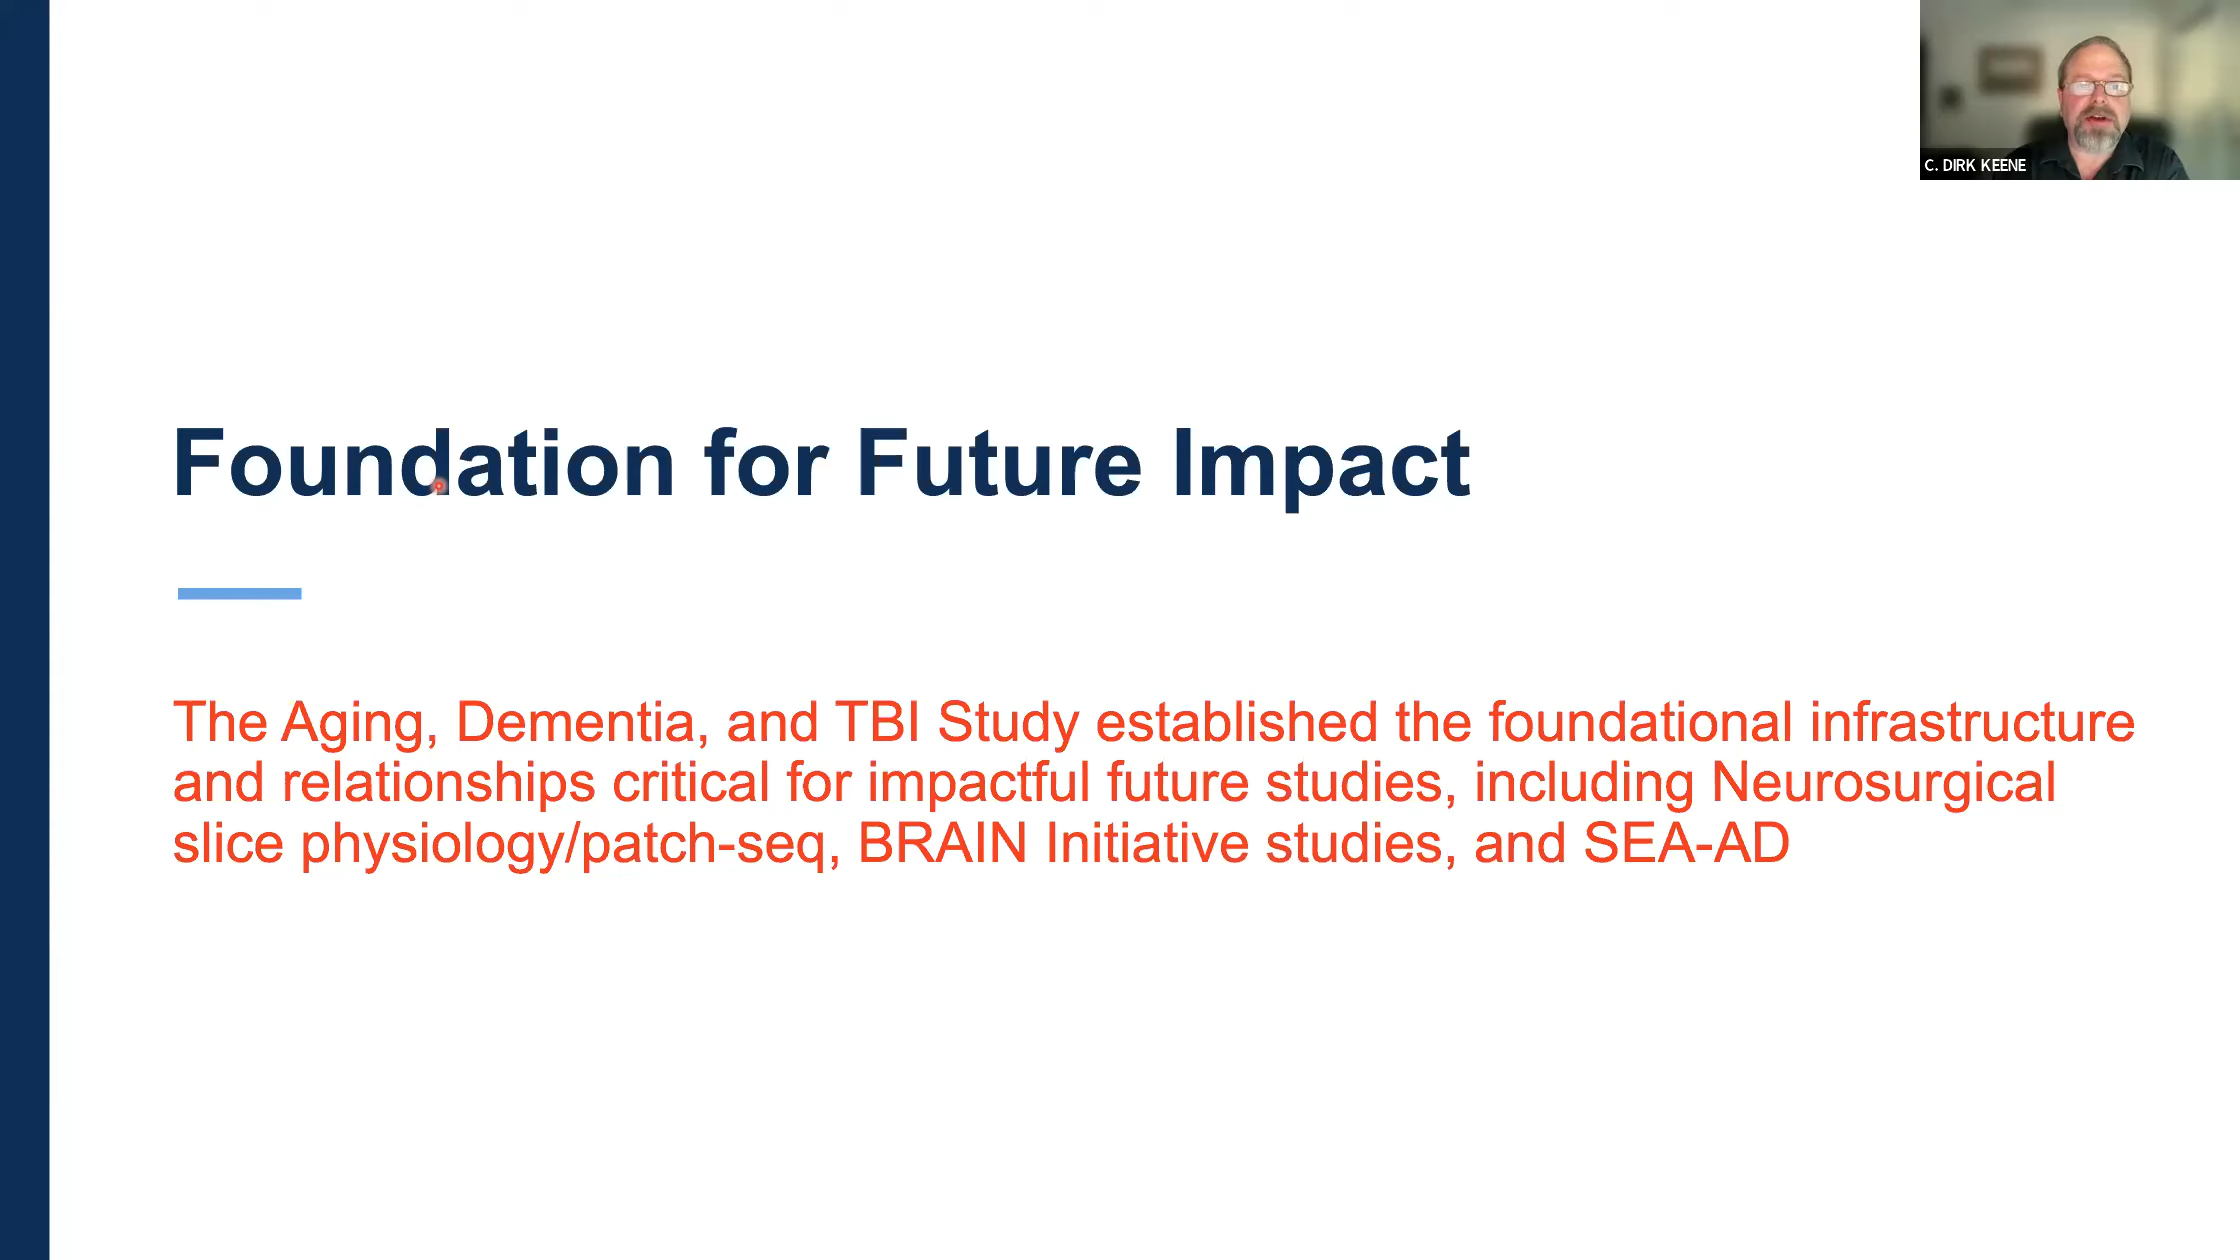 C. DIRK KEENE
Foundation for Future Impact
The Aging, Dementia, and TBI Study established the foundational infrastructure
and relationships critical for impactful future studies, including Neurosurgical
slice physiology/patch-seq, BRAIN Initiative studies, and SEA-AD